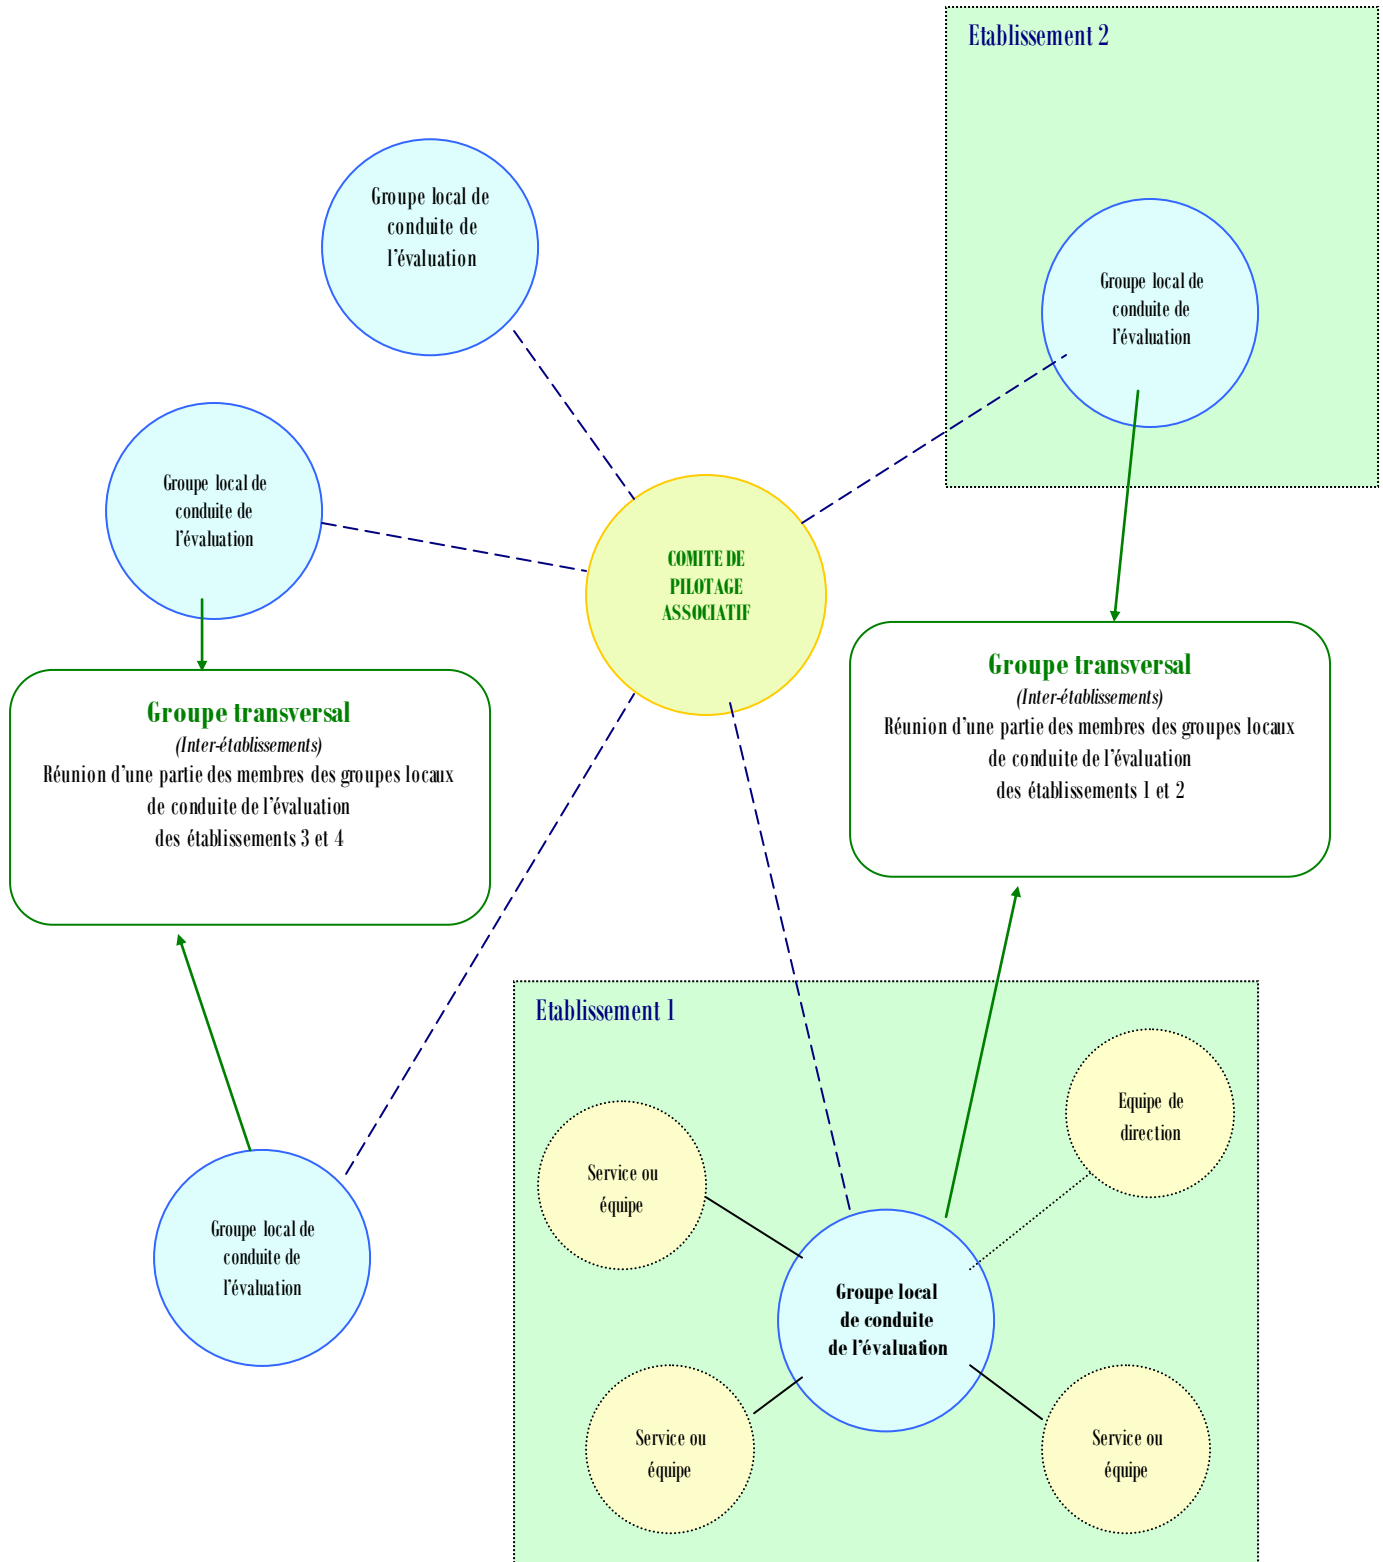 Etablissement 2
Groupe local de
conduite de
l’évaluation
Groupe local de
conduite de
l’évaluation
Groupe local de
conduite de
l’évaluation
COMITE DE
PILOTAGE
ASSOCIATIF
Groupe transversal
(Inter-établissements)
Réunion d’une partie des membres des groupes locaux
de conduite de l’évaluation
des établissements 1 et 2
Groupe transversal
(Inter-établissements)
Réunion d’une partie des membres des groupes locaux
de conduite de l’évaluation
des établissements 3 et 4
Etablissement 1
Equipe de
direction
Service ou
équipe
Groupe local de
conduite de
l’évaluation
Groupe local
de conduite
de l’évaluation
Service ou
équipe
Service ou
équipe